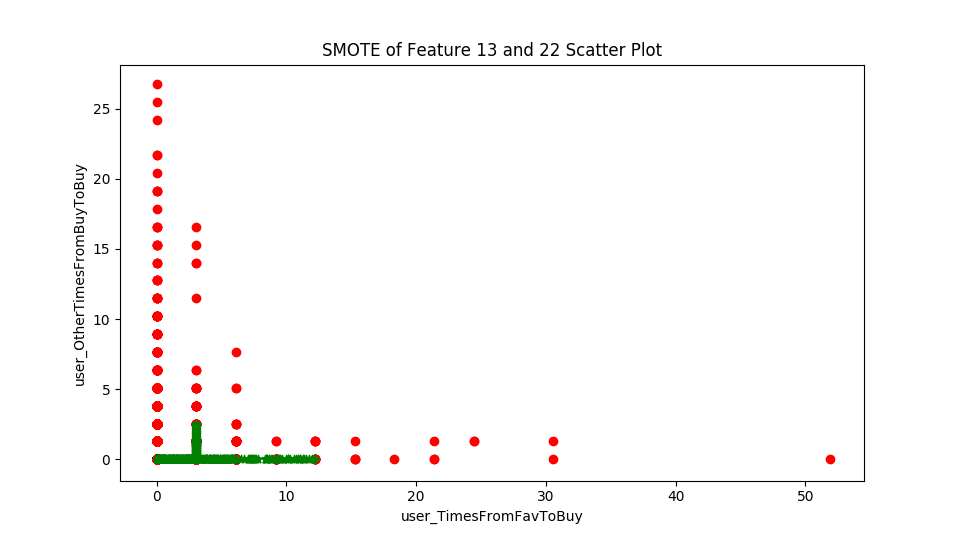 SMOTE of Feature 13 and 22 Scatter Plot
user_OtherTimesFromBuyToBuy
25
20
15
10
5
0
0 10 20 30 40 50
user_TimesFromFavToBuy